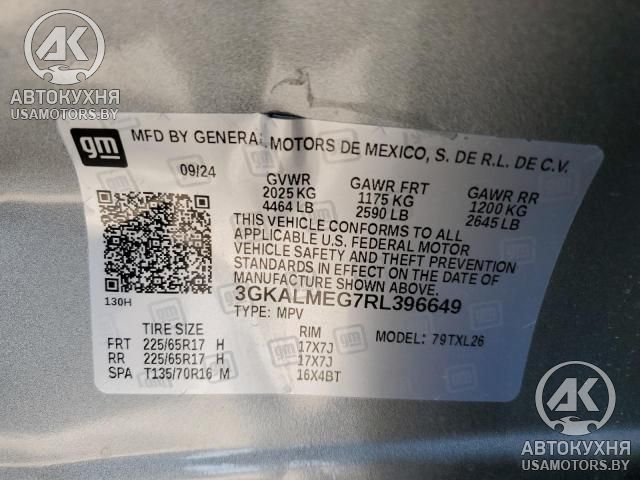 AK
АВТОКУХНЯ
USAMOTORS.BY
gm MFD BY GENERAL MOTORS DE MEXICO, S. DE R.L. DE C.V.
09/24 GVWR GAWR FRT GAWR RR
2025 KG 1175 KG 1200 KG
4464 LB 2590 LB 2645 LB
THIS VEHICLE CONFORMS TO ALL
APPLICABLE U.S. FEDERAL MOTOR
VEHICLE SAFETY AND THEFT PREVENTION
STANDARDS IN EFFECT ON THE DATE OF
MANUFACTURE SHOWN ABOVE.
130H 3GKALMEG7RL396649
TYPE: MPV
TIRE SIZE RIM MODEL: 79TXL26
FRT 225/65R17 H 17X7J
RR 225/65R17 H 17X7J
SPA T135/70R16 M 16X4BT
AK
АВТОКУХНЯ
USAMOTORS.BY